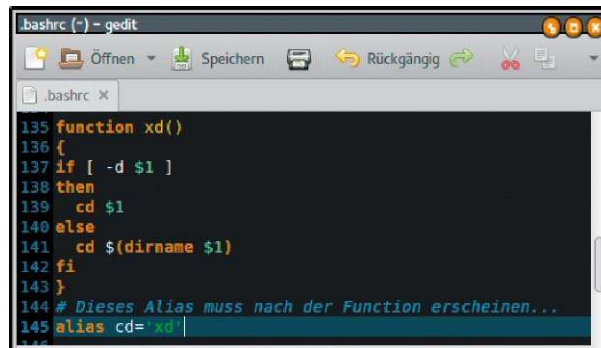 .bashrc (~) – gedit
Öffnen Speichern Rückgängig
.bashrc
135 function xd()
136 {
137 if [ -d $1 ]
138 then
139 cd $1
140 else
141 cd $(dirname $1)
142 fi
143 }
144 # Dieses Alias muss nach der Function erscheinen...
145 alias cd='xd'